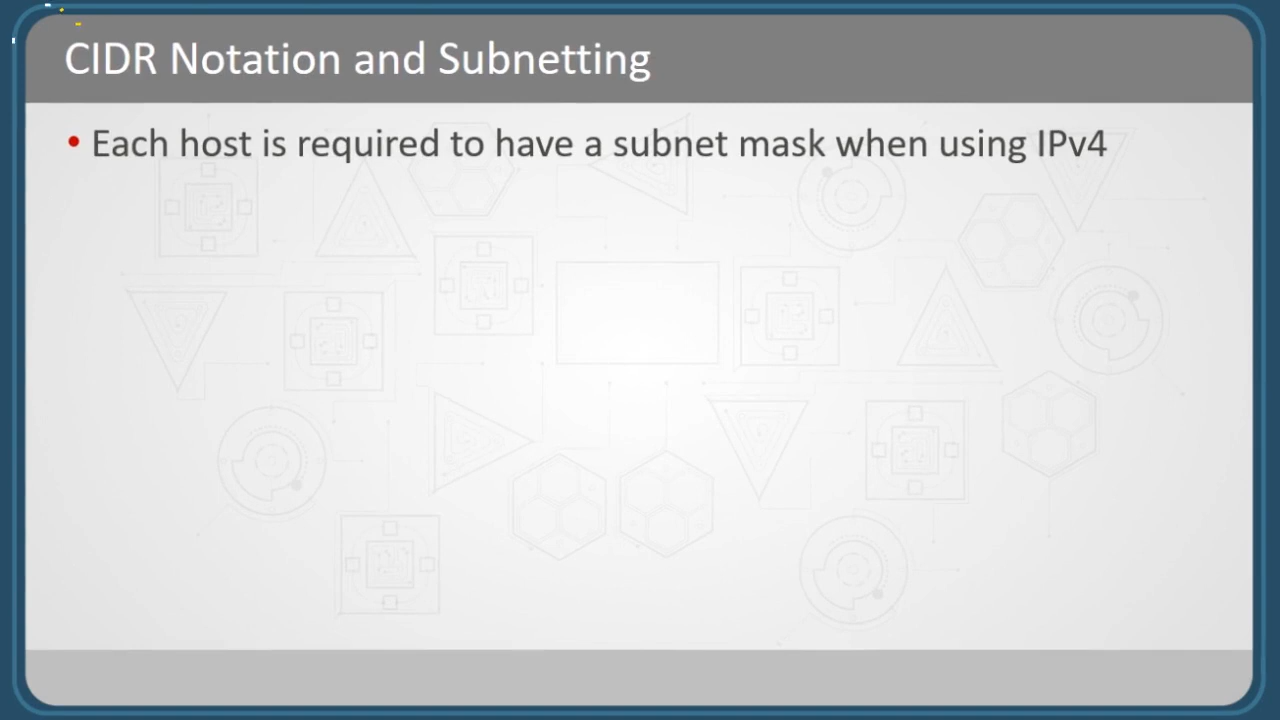 CIDR Notation and Subnetting
• Each host is required to have a subnet mask when using IPv4